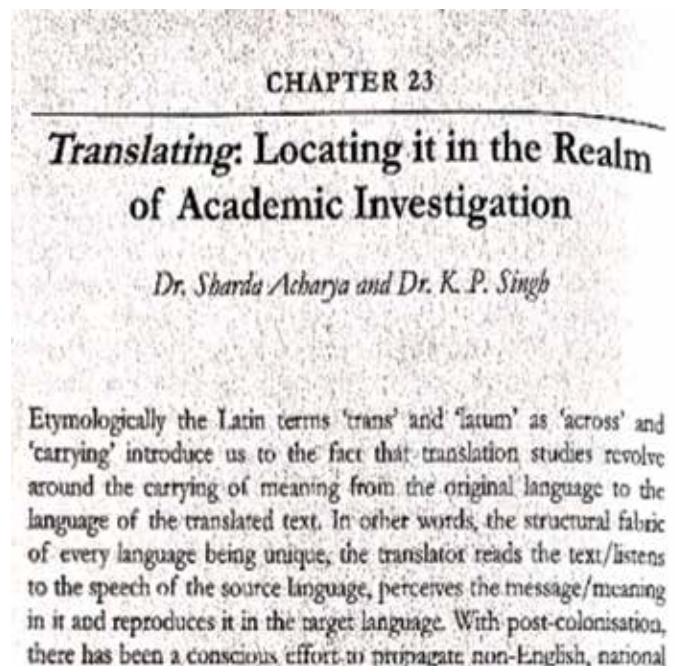 CHAPTER 23
Translating: Locating it in the Realm
of Academic Investigation
Dr. Sharda Acharya and Dr. K. P. Singh
Etymologically the Latin terms 'trans' and 'latum' as 'across' and
'carrying' introduce us to the fact that translation studies revolve
around the carrying of meaning from the original language to the
language of the translated text. In other words, the structural fabric
of every language being unique, the translator reads the text/listens
to the speech of the source language, perceives the message/meaning
in it and reproduces it in the target language. With post-colonisation,
there has been a conscious effort to propagate non-English, national